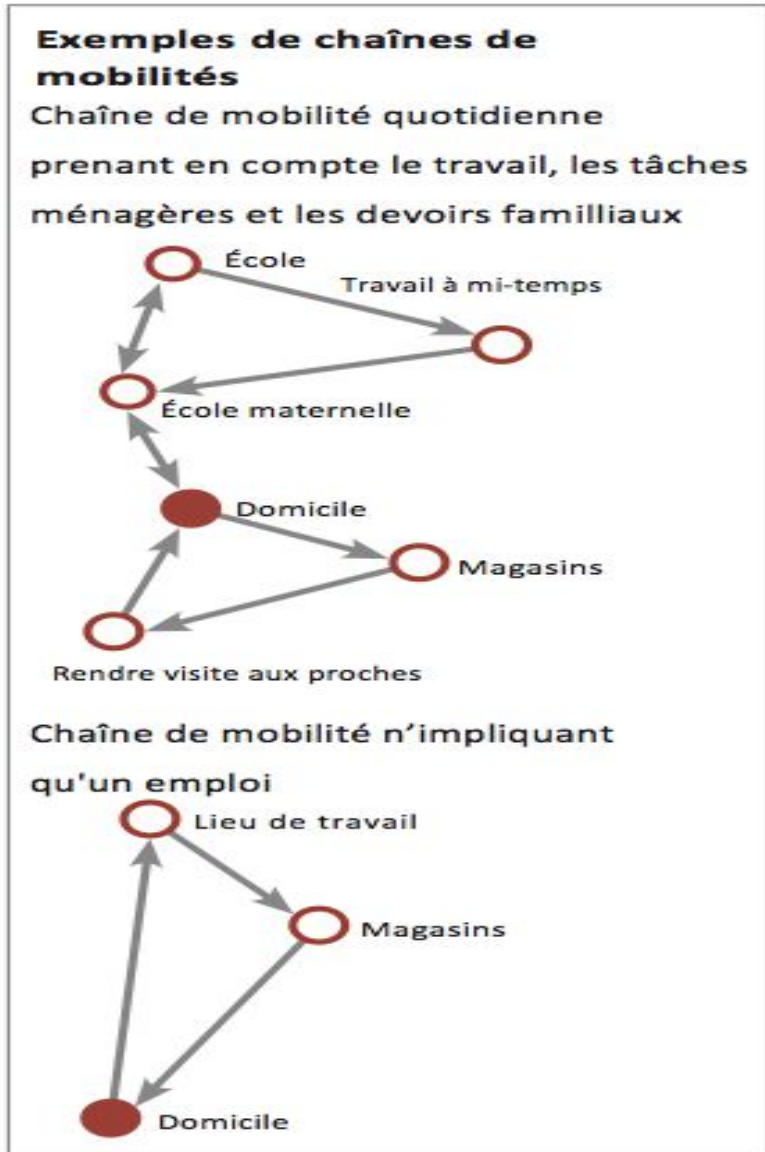 Exemples de chaînes de
mobilités
Chaîne de mobilité quotidienne
prenant en compte le travail, les tâches
ménagères et les devoirs familliaux
École
Travail à mi-temps
École maternelle
Domicile
Magasins
Rendre visite aux proches
Chaîne de mobilité n’impliquant
qu'un emploi
Lieu de travail
Magasins
Domicile